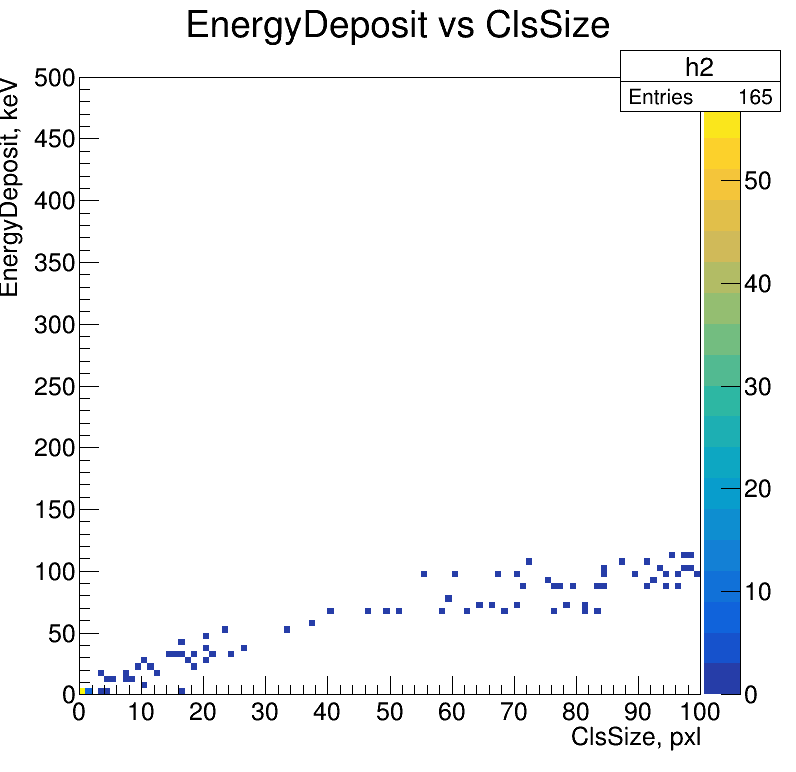 EnergyDeposit vs ClsSize
h2
Entries 165
EnergyDeposit, keV
500
450
400
350
300
250
200
150
100
50
0
50
40
30
20
10
0
0 10 20 30 40 50 60 70 80 90 100
ClsSize, pxl